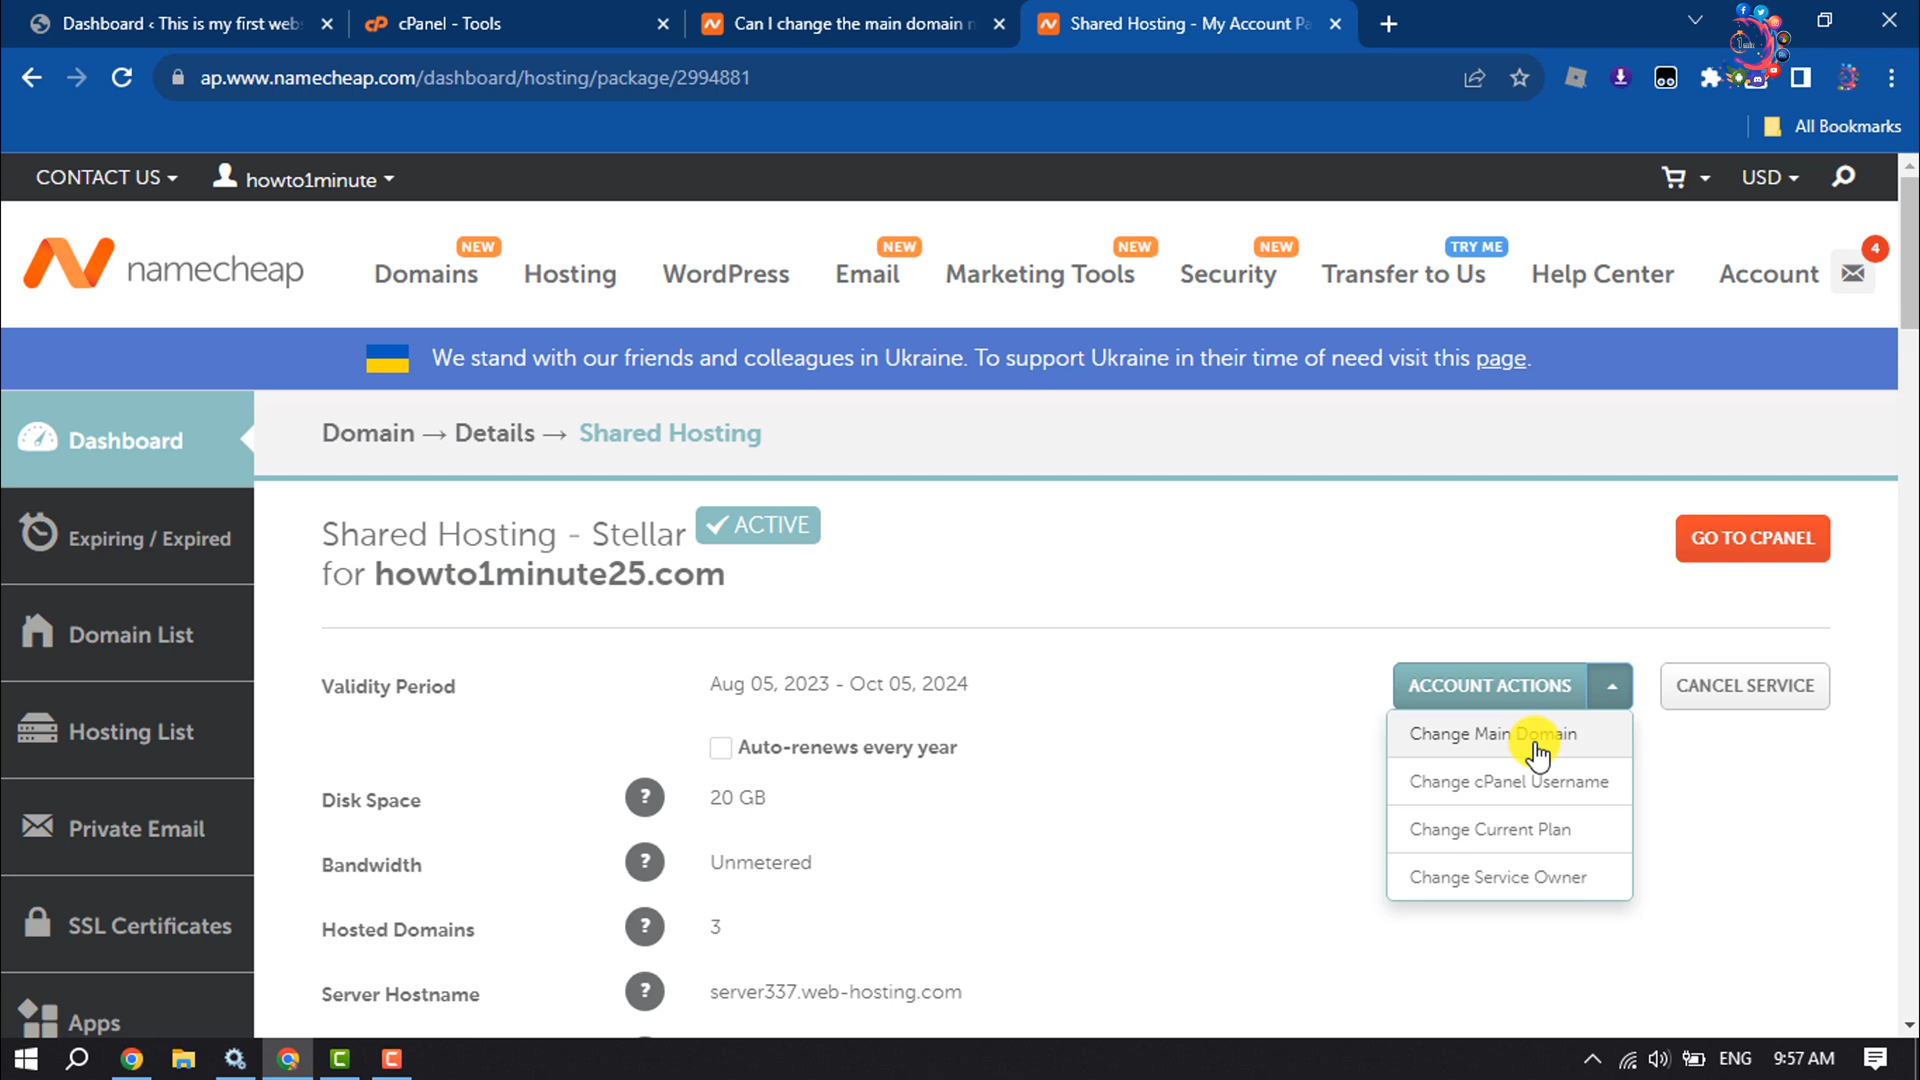 Dashboard ‹ This is my first web
cPanel - Tools
Can I change the main domain n
Shared Hosting - My Account Pa
ap.www.namecheap.com/dashboard/hosting/package/2994881
All Bookmarks
CONTACT US
howto1minute
USD
NEW
NEW
NEW
NEW
TRY ME
4
namecheap
Domains
Hosting
WordPress
Email
Marketing Tools
Security
Transfer to Us
Help Center
Account
We stand with our friends and colleagues in Ukraine. To support Ukraine in their time of need visit this page.
Dashboard
Expiring / Expired
Domain List
Hosting List
Private Email
SSL Certificates
Apps
Domain → Details → Shared Hosting
Shared Hosting - Stellar ACTIVE
for howto1minute25.com
GO TO CPANEL
Validity Period
Aug 05, 2023 - Oct 05, 2024
ACCOUNT ACTIONS
CANCEL SERVICE
Change Main Domain
Change cPanel Username
Change Current Plan
Change Service Owner
Auto-renews every year
Disk Space
?
20 GB
Bandwidth
?
Unmetered
Hosted Domains
?
3
Server Hostname
?
server337.web-hosting.com
ENG
9:57 AM